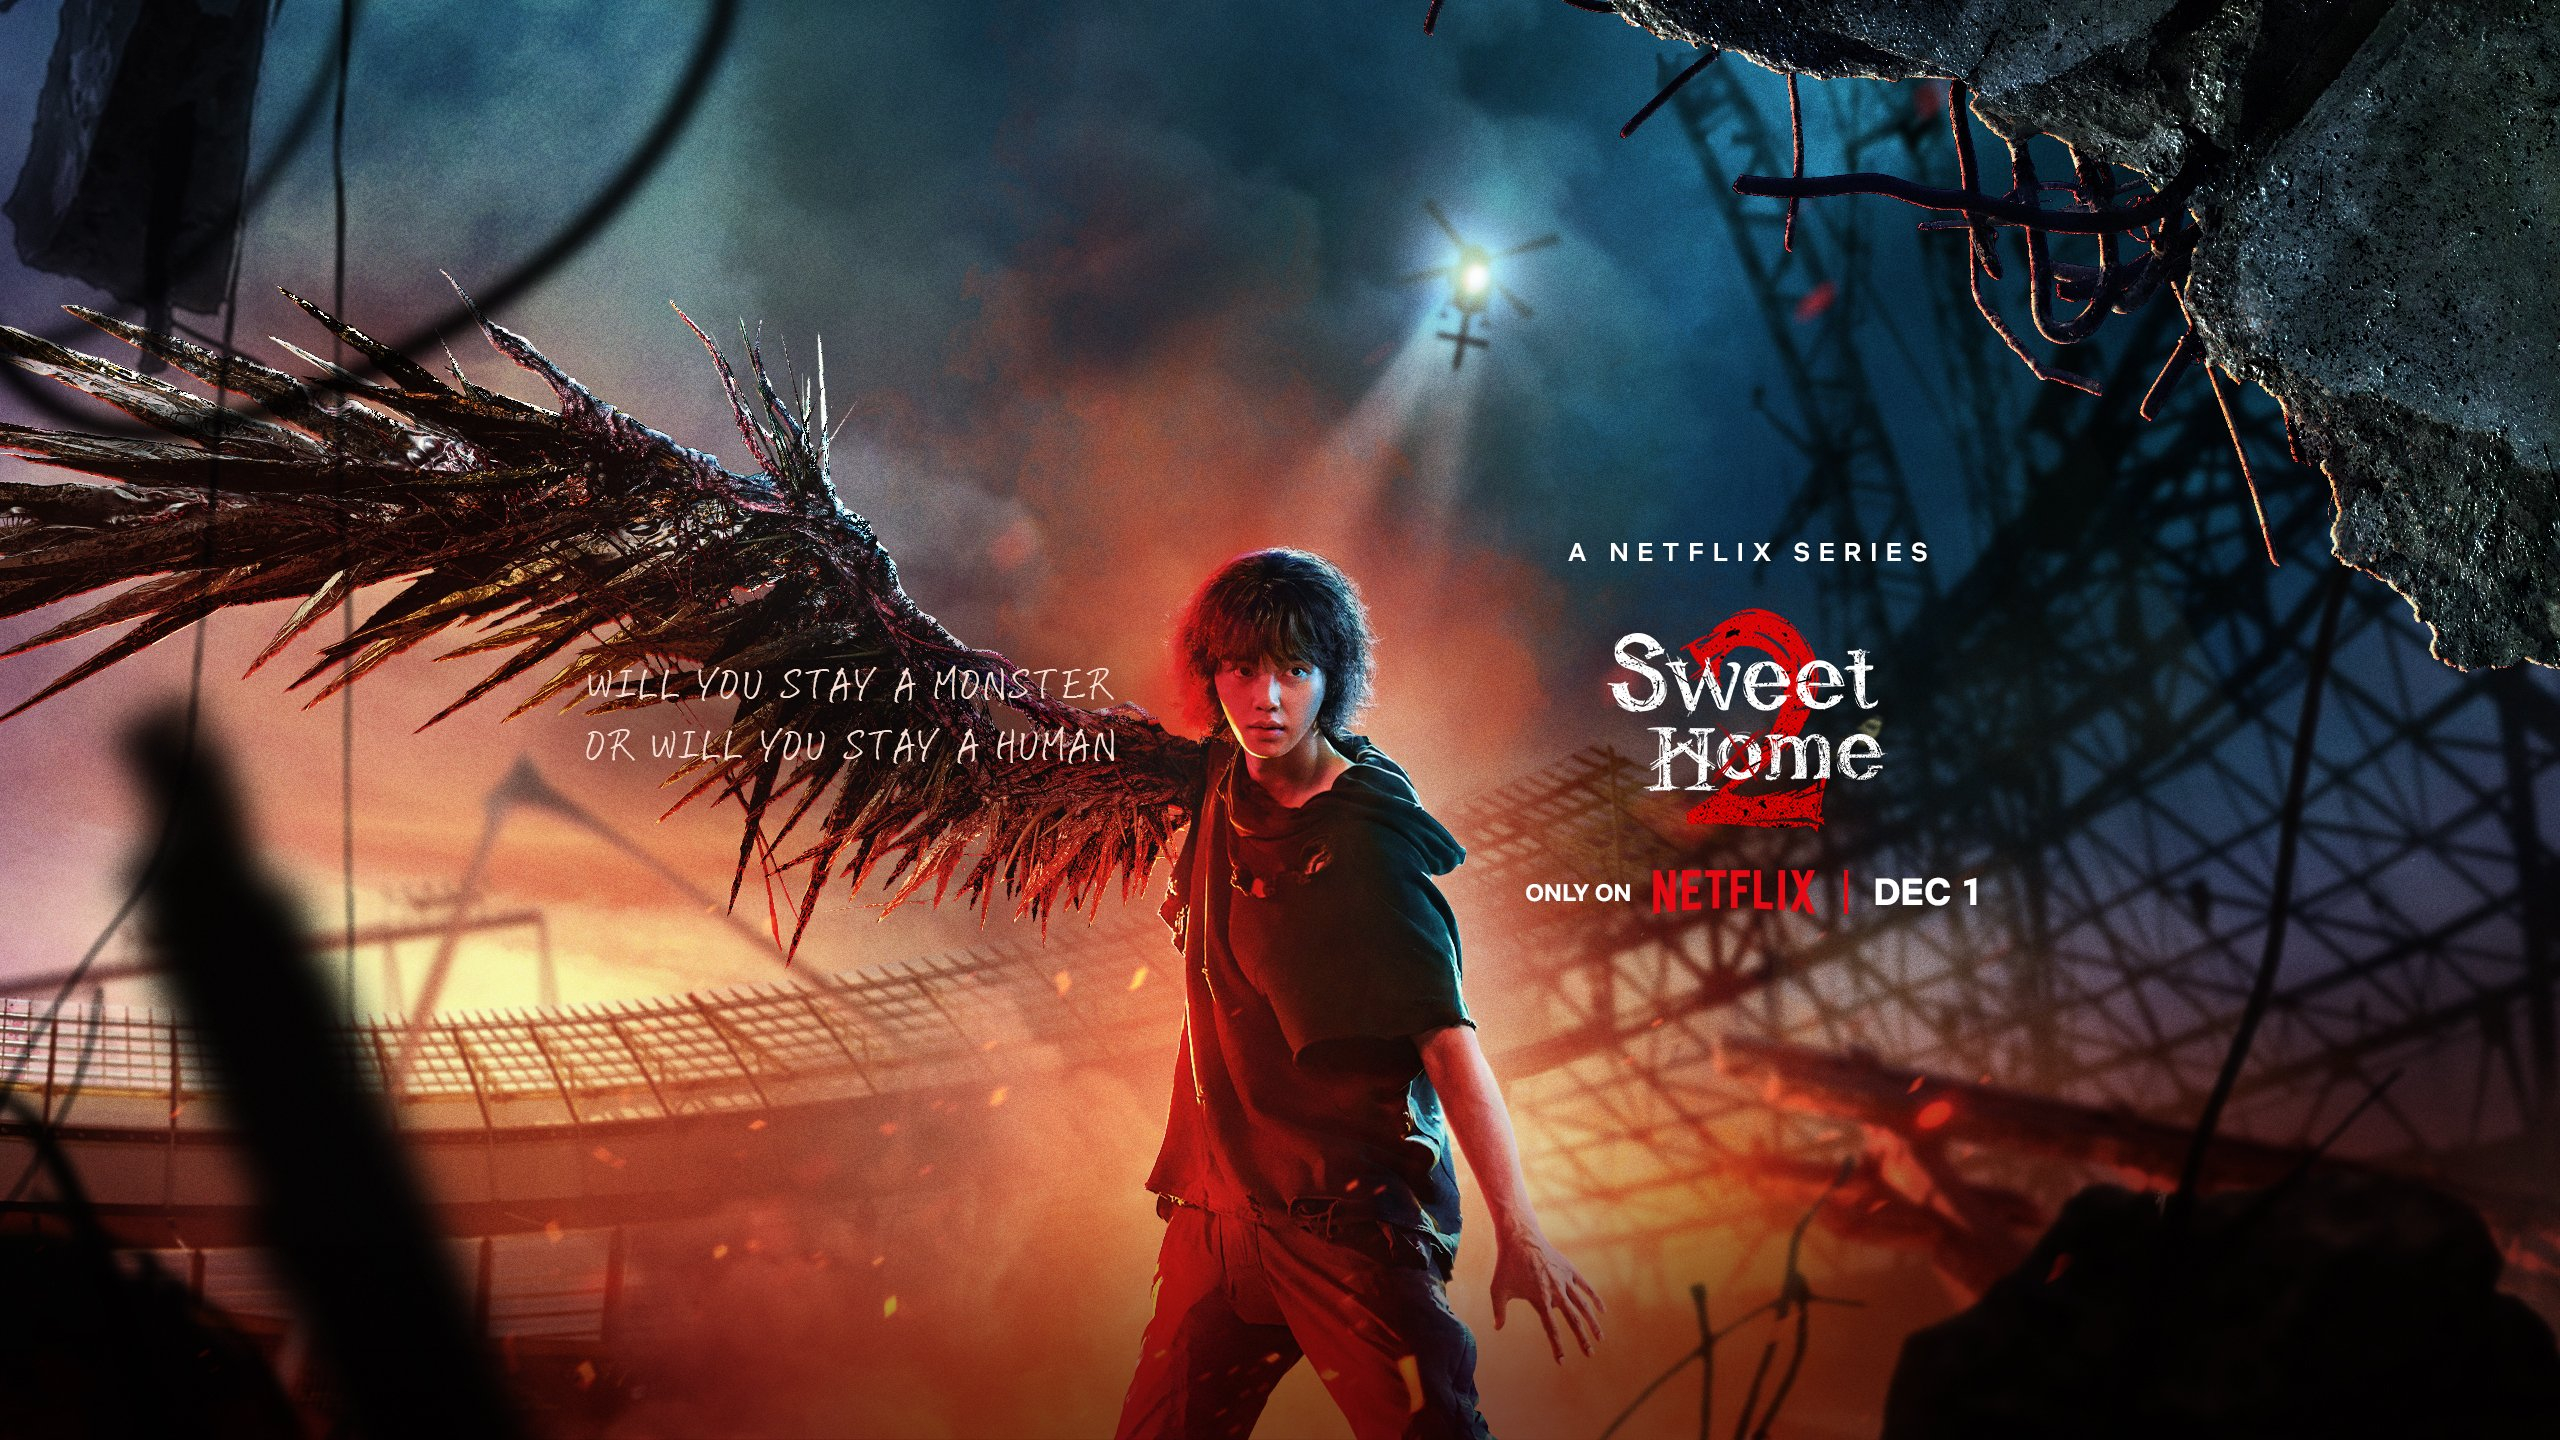 WILL YOU STAY A MONSTER
OR WILL YOU STAY A HUMAN
A NETFLIX SERIES
Sweet
Home
2
ONLY ON NETFLIX | DEC 1